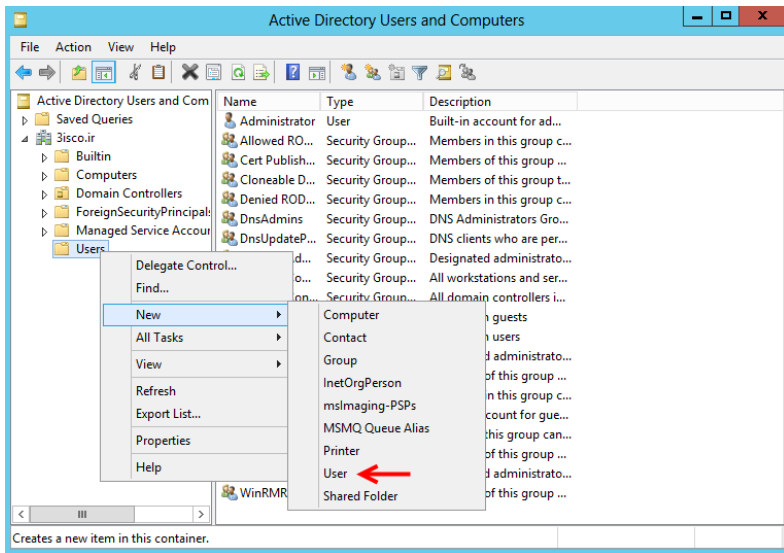 Active Directory Users and Computers
File Action View Help
Active Directory Users and Com
Saved Queries
3isco.ir
Builtin
Computers
Domain Controllers
ForeignSecurityPrincipals
Managed Service Accour
Users
Name Type Description
Administrator User Built-in account for ad...
Allowed RO... Security Group... Members in this group c...
Cert Publish... Security Group... Members of this group ...
Cloneable D... Security Group... Members of this group t...
Denied ROD... Security Group... Members in this group c...
DnsAdmins Security Group... DNS Administrators Gro...
DnsUpdateP... Security Group... DNS clients who are per...
d... Security Group... Designated administrato...
o... Security Group... All workstations and ser...
on... Security Group... All domain controllers i...
guests
users
administrato...
of this group ...
n this group c...
count for gue...
this group can...
of this group ...
administrato...
WinRMR of this group ...
Delegate Control...
Find...
New
All Tasks
View
Refresh
Export List...
Properties
Help
Computer
Contact
Group
InetOrgPerson
msImaging-PSPs
MSMQ Queue Alias
Printer
User
Shared Folder
Creates a new item in this container.